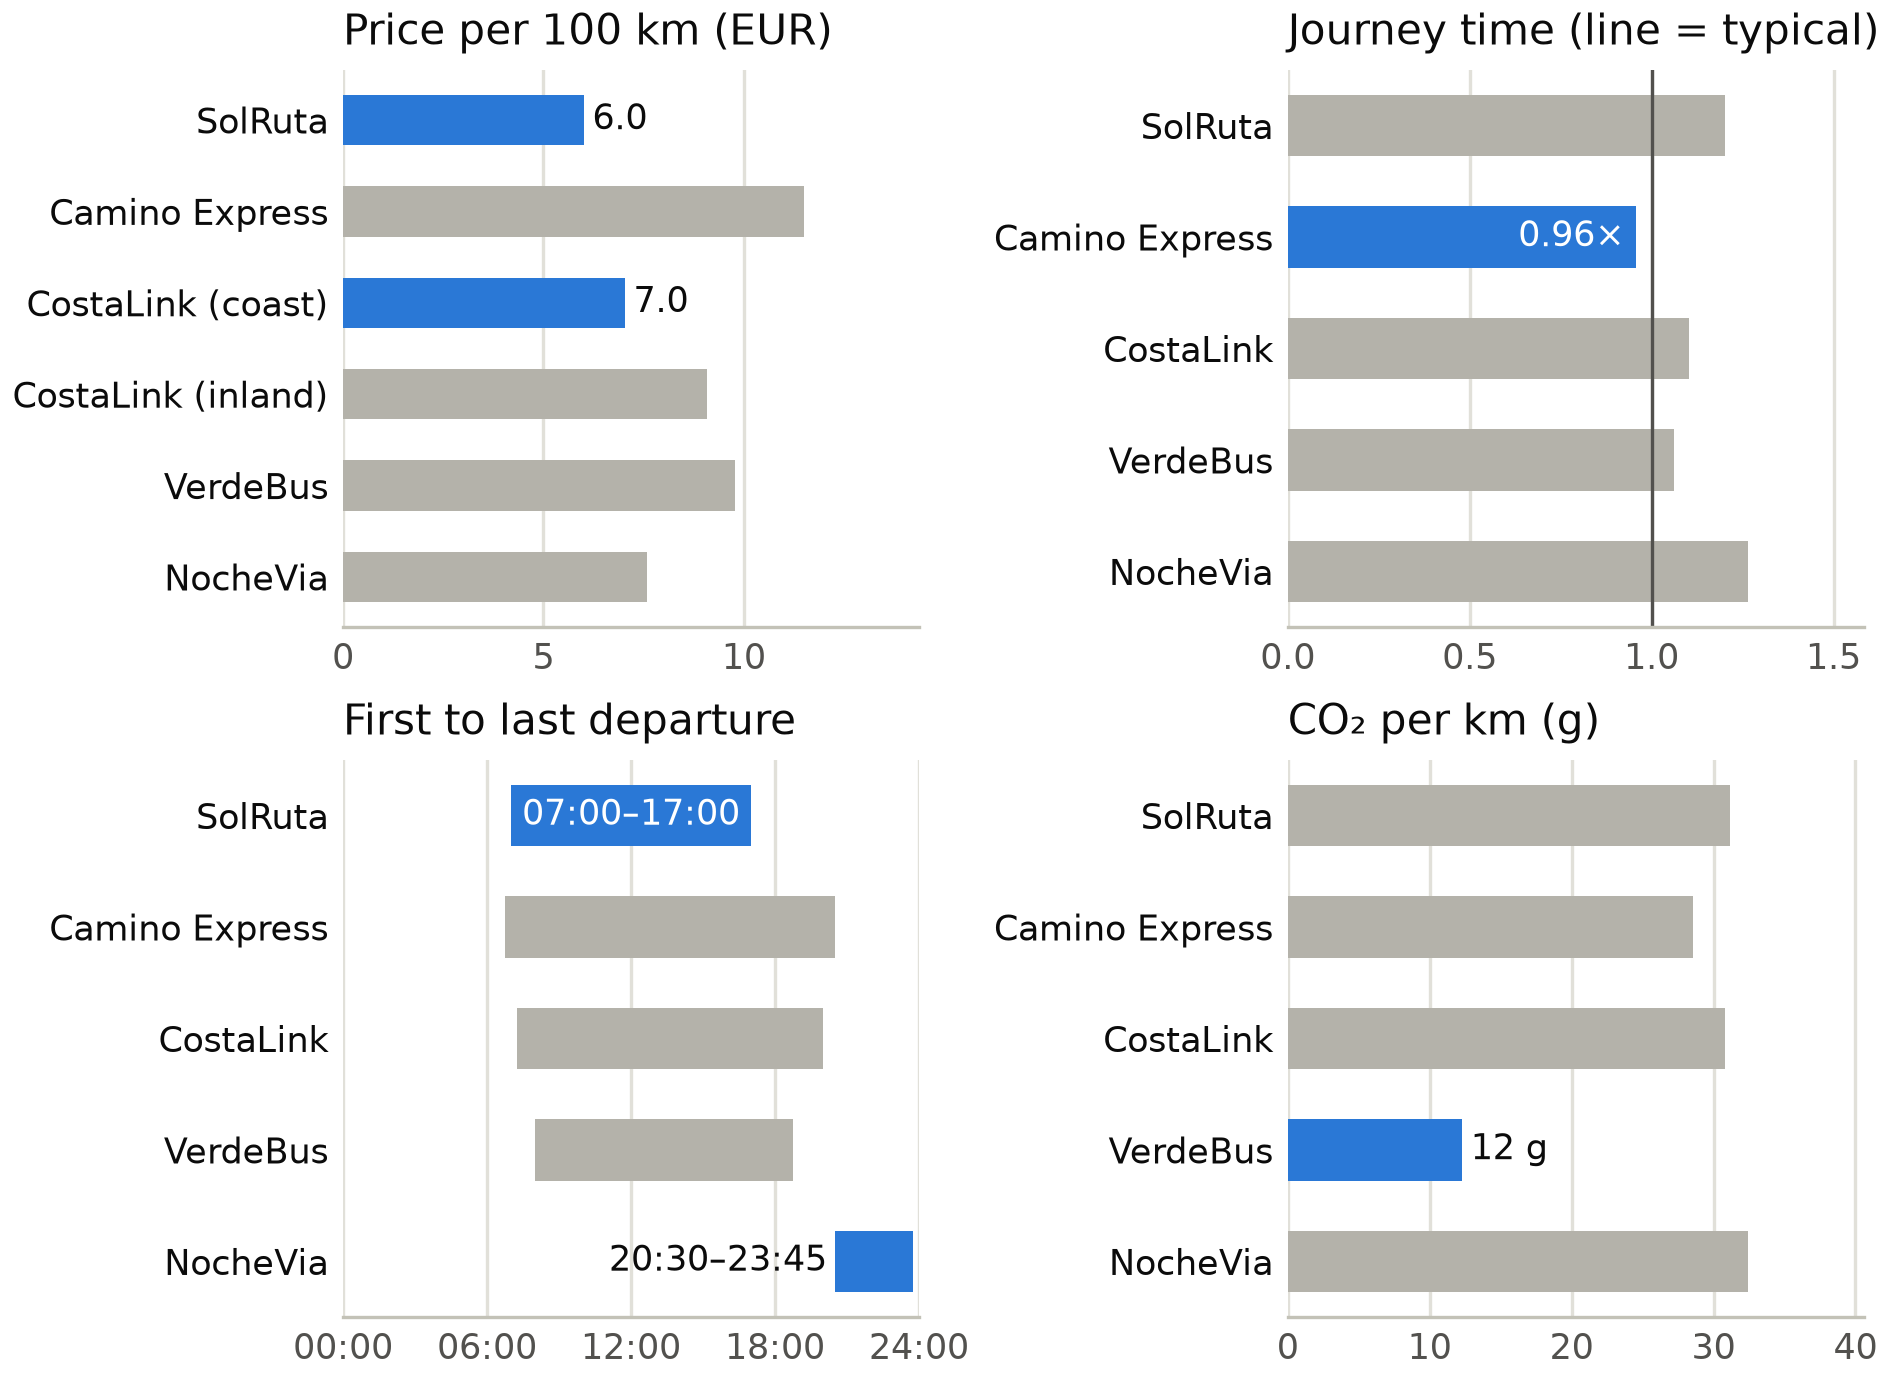 Price per 100 km (EUR)
SolRuta
6.0
Camino Express
CostaLink (coast)
7.0
CostaLink (inland)
VerdeBus
NocheVia
0 5 10
Journey time (line = typical)
SolRuta
Camino Express
0.96×
CostaLink
VerdeBus
NocheVia
0.0 0.5 1.0 1.5
First to last departure
SolRuta
07:00–17:00
Camino Express
CostaLink
VerdeBus
NocheVia
20:30–23:45
00:00 06:00 12:00 18:00 24:00
CO₂ per km (g)
SolRuta
Camino Express
CostaLink
VerdeBus
12 g
NocheVia
0 10 20 30 40